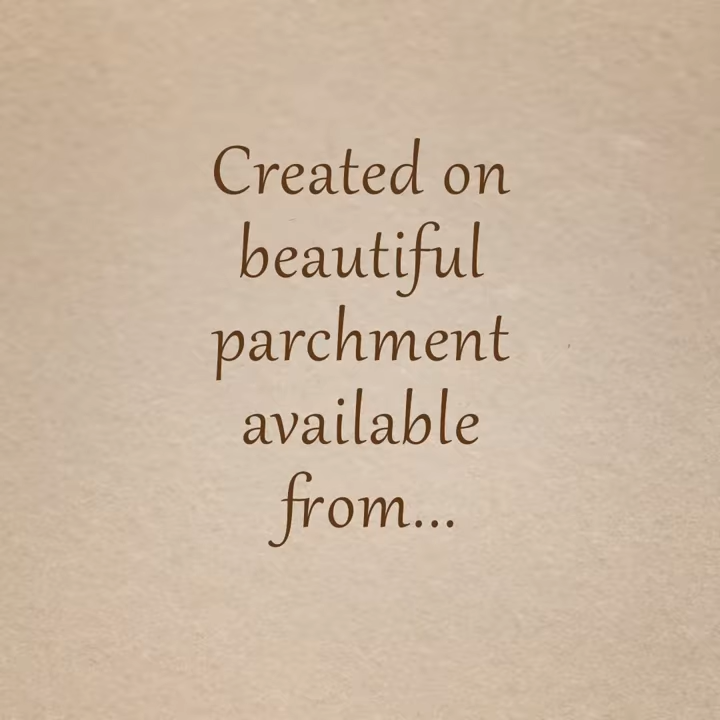 Created on
beautiful
parchment
available
from...